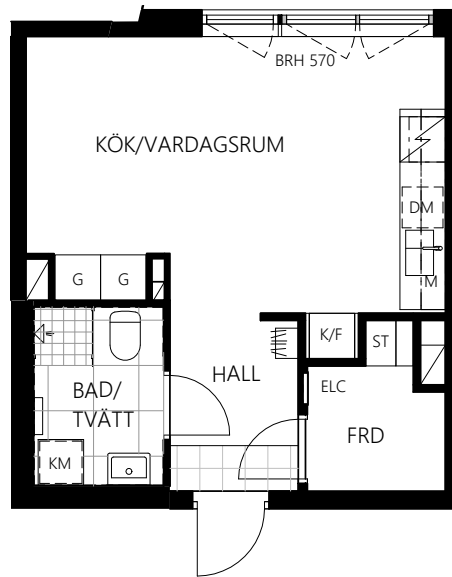 BRH 570
KÖK/VARDAGSRUM
DM
M
G
G
K/F
ST
HALL
ELC
BAD/
TVÄTT
FRD
KM